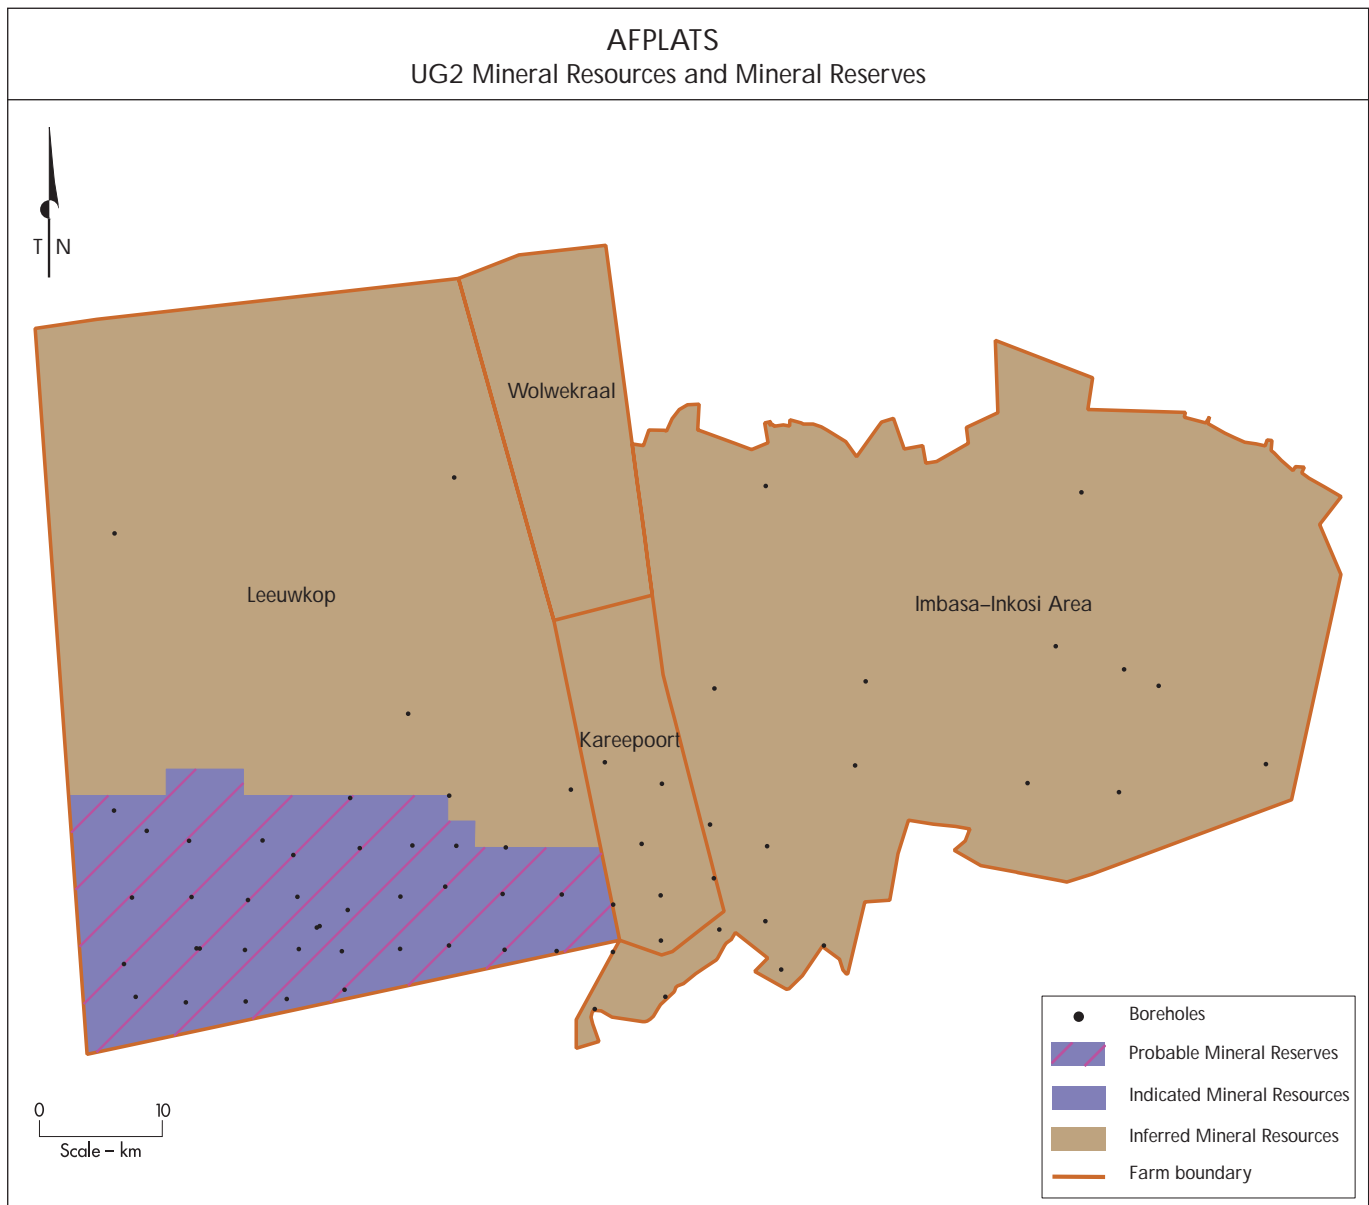 AFPLATS
UG2 Mineral Resources and Mineral Reserves
T N
Wolwekraal
Leeuwkop
Imbasa–Inkosi Area
Kareepoort
Boreholes
Probable Mineral Reserves
Indicated Mineral Resources
Inferred Mineral Resources
Farm boundary
0 10
Scale – km